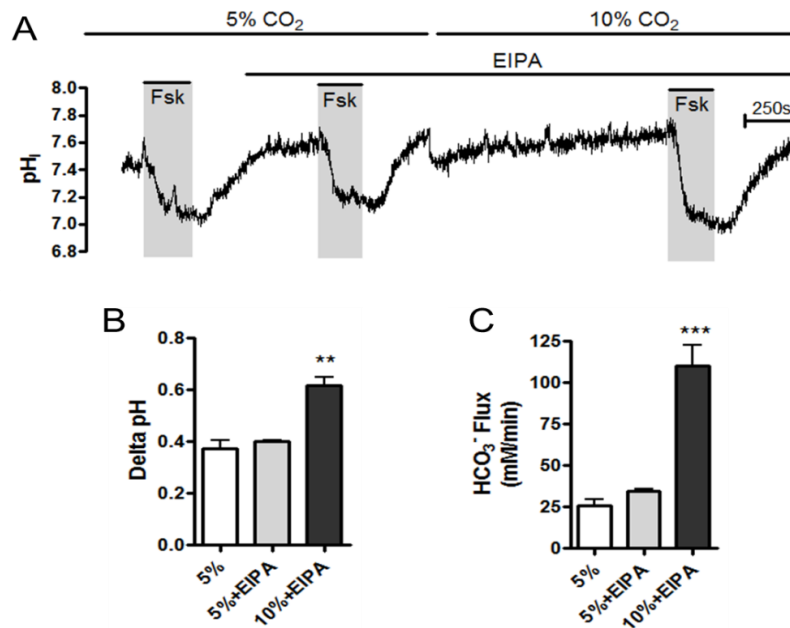 A
5% CO₂ 10% CO₂
EIPA
Fsk Fsk Fsk
250s
pHᵢ
8.0
7.6
7.4
7.2
7.0
6.8
B
Delta pH
0.8
0.6
0.4
0.2
0.0
**
5% 5%+EIPA 10%+EIPA
C
HCO₃⁻ Flux
(mM/min)
125
100
75
50
25
0
***
5% 5%+EIPA 10%+EIPA